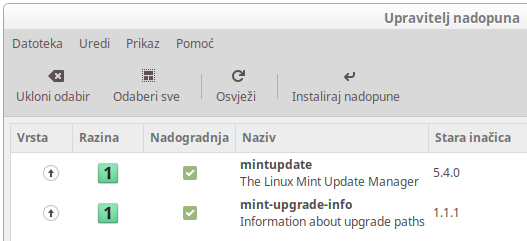 Upravitelj nadopuna
Datoteka Uredi Prikaz Pomoć
Ukloni odabir Odaberi sve Osvježi Instaliraj nadopune
Vrsta Razina Nadogradnja Naziv Stara inačica
1 mintupdate 5.4.0
The Linux Mint Update Manager
1 mint-upgrade-info 1.1.1
Information about upgrade paths